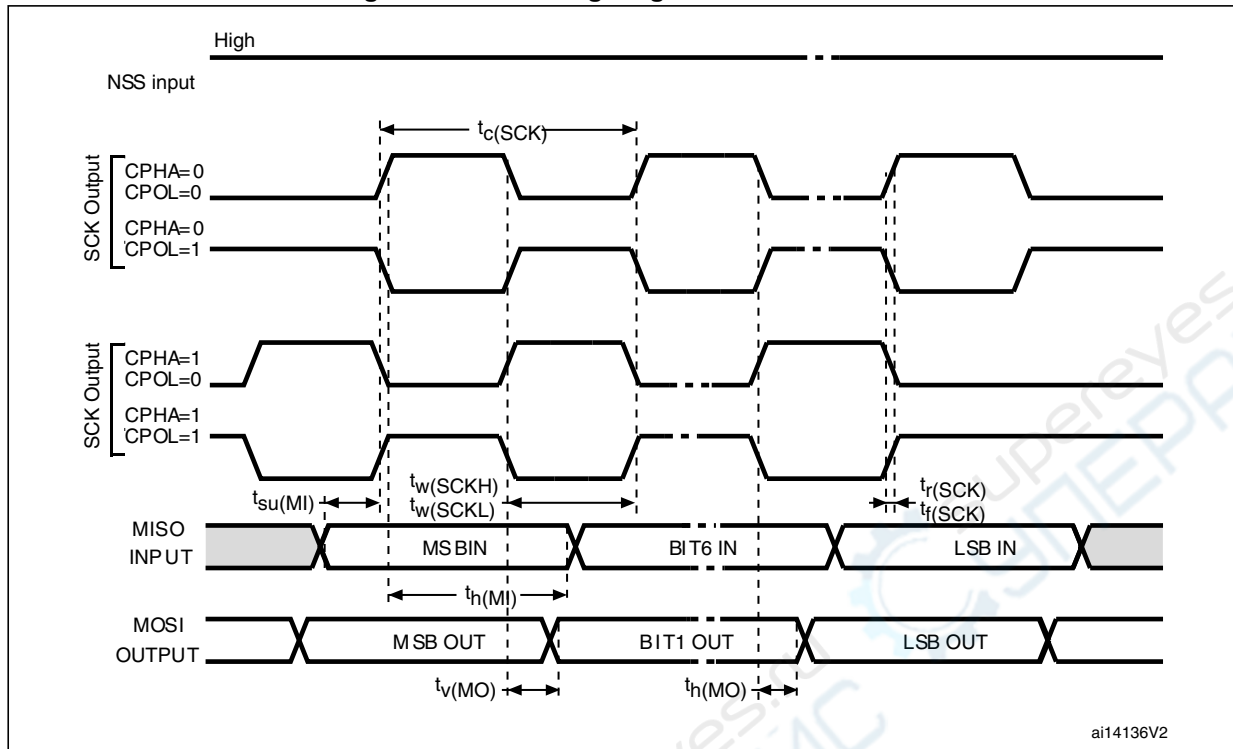 High
NSS input
tc(SCK)
SCK Output
CPHA=0
CPOL=0
CPHA=0
CPOL=1
SCK Output
CPHA=1
CPOL=0
CPHA=1
CPOL=1
tsu(MI)
tw(SCKH)
tw(SCKL)
tr(SCK)
tf(SCK)
MISO
INPUT
MSBIN
BIT6 IN
LSB IN
th(MI)
MOSI
OUTPUT
MSB OUT
BIT1 OUT
LSB OUT
tv(MO)
th(MO)
ai14136V2